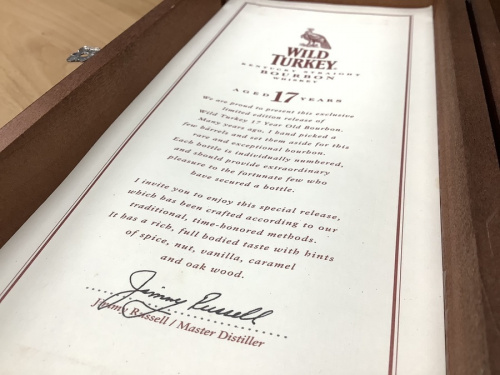 WILD
TURKEY
KENTUCKY STRAIGHT
BOURBON
WHISKEY
AGED 17 YEARS
We are proud to present this exclusive
limited edition release of
Wild Turkey 17 Year Old Bourbon.
Many years ago, I hand picked a
few barrels and set them aside for this
rare and exceptional bourbon.
Each bottle is individually numbered,
and should provide extraordinary
pleasure to the fortunate few who
have secured a bottle.
I invite you to enjoy this special release,
which has been crafted according to our
traditional, time-honored methods.
It has a rich, full bodied taste with hints
of spice, nut, vanilla, caramel
and oak wood.
Jimmy Russell
Jimmy Russell / Master Distiller